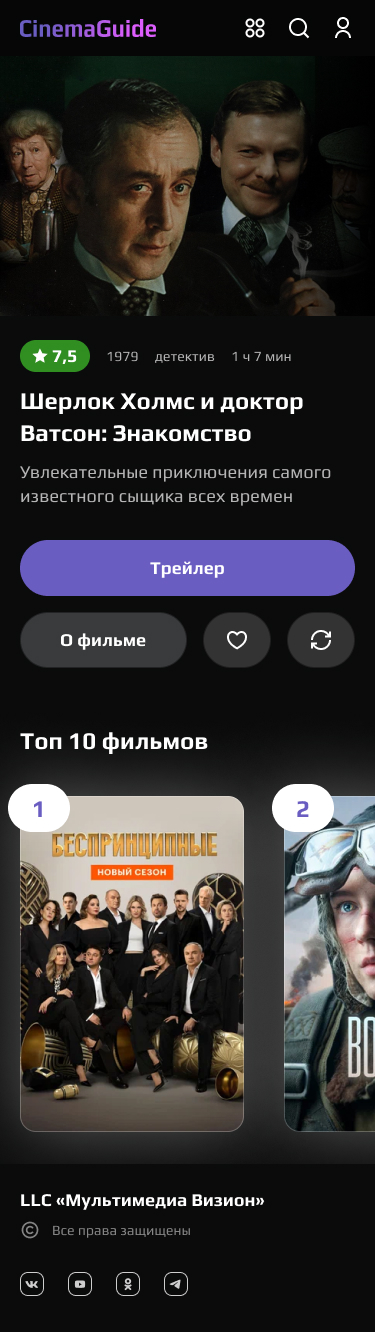 CinemaGuide
7,5 1979 детектив 1 ч 7 мин
Шерлок Холмс и доктор
Ватсон: Знакомство
Увлекательные приключения самого
известного сыщика всех времен
Трейлер
О фильме
Топ 10 фильмов
1 2
БЕСПРИНЦИПНЫЕ
НОВЫЙ СЕЗОН
ВО
LLC «Мультимедиа Визион»
© Все права защищены